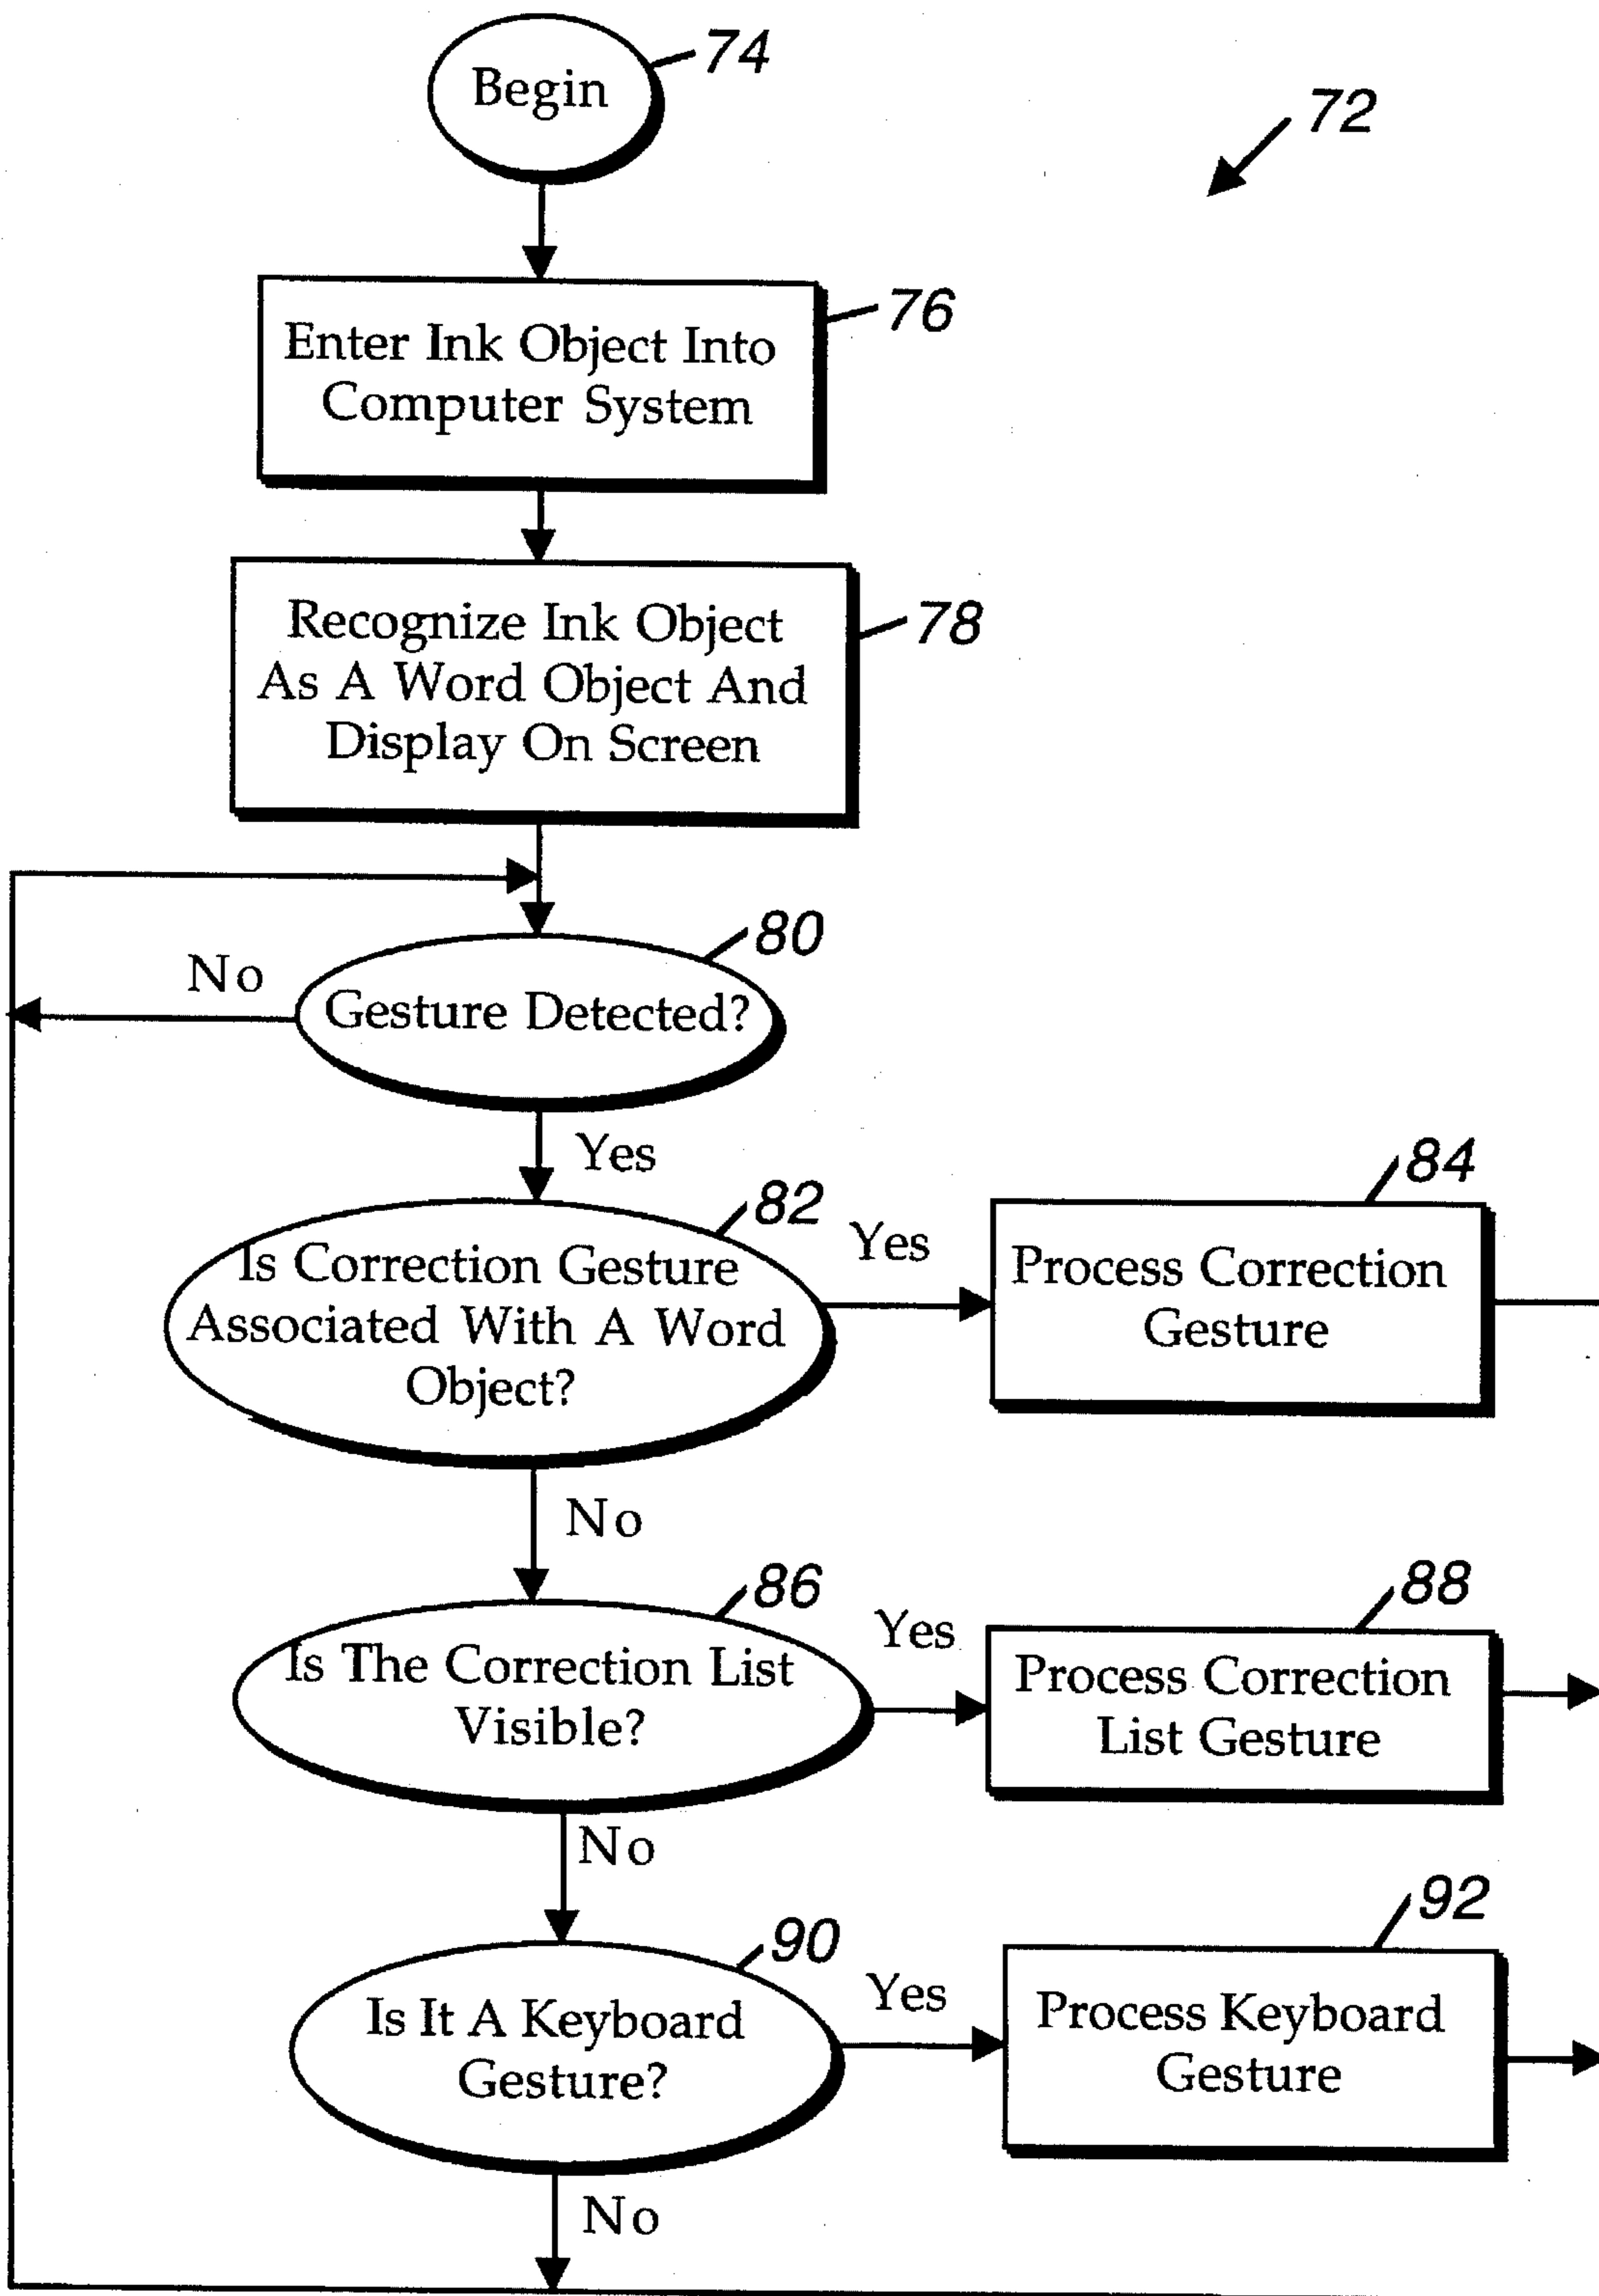 Begin
74
72
Enter Ink Object Into
Computer System
76
Recognize Ink Object
As A Word Object And
Display On Screen
78
No
Gesture Detected?
80
Yes
Is Correction Gesture
Associated With A Word
Object?
82
Yes
Process Correction
Gesture
84
No
Is The Correction List
Visible?
86
Yes
Process Correction
List Gesture
88
No
Is It A Keyboard
Gesture?
90
Yes
Process Keyboard
Gesture
92
No